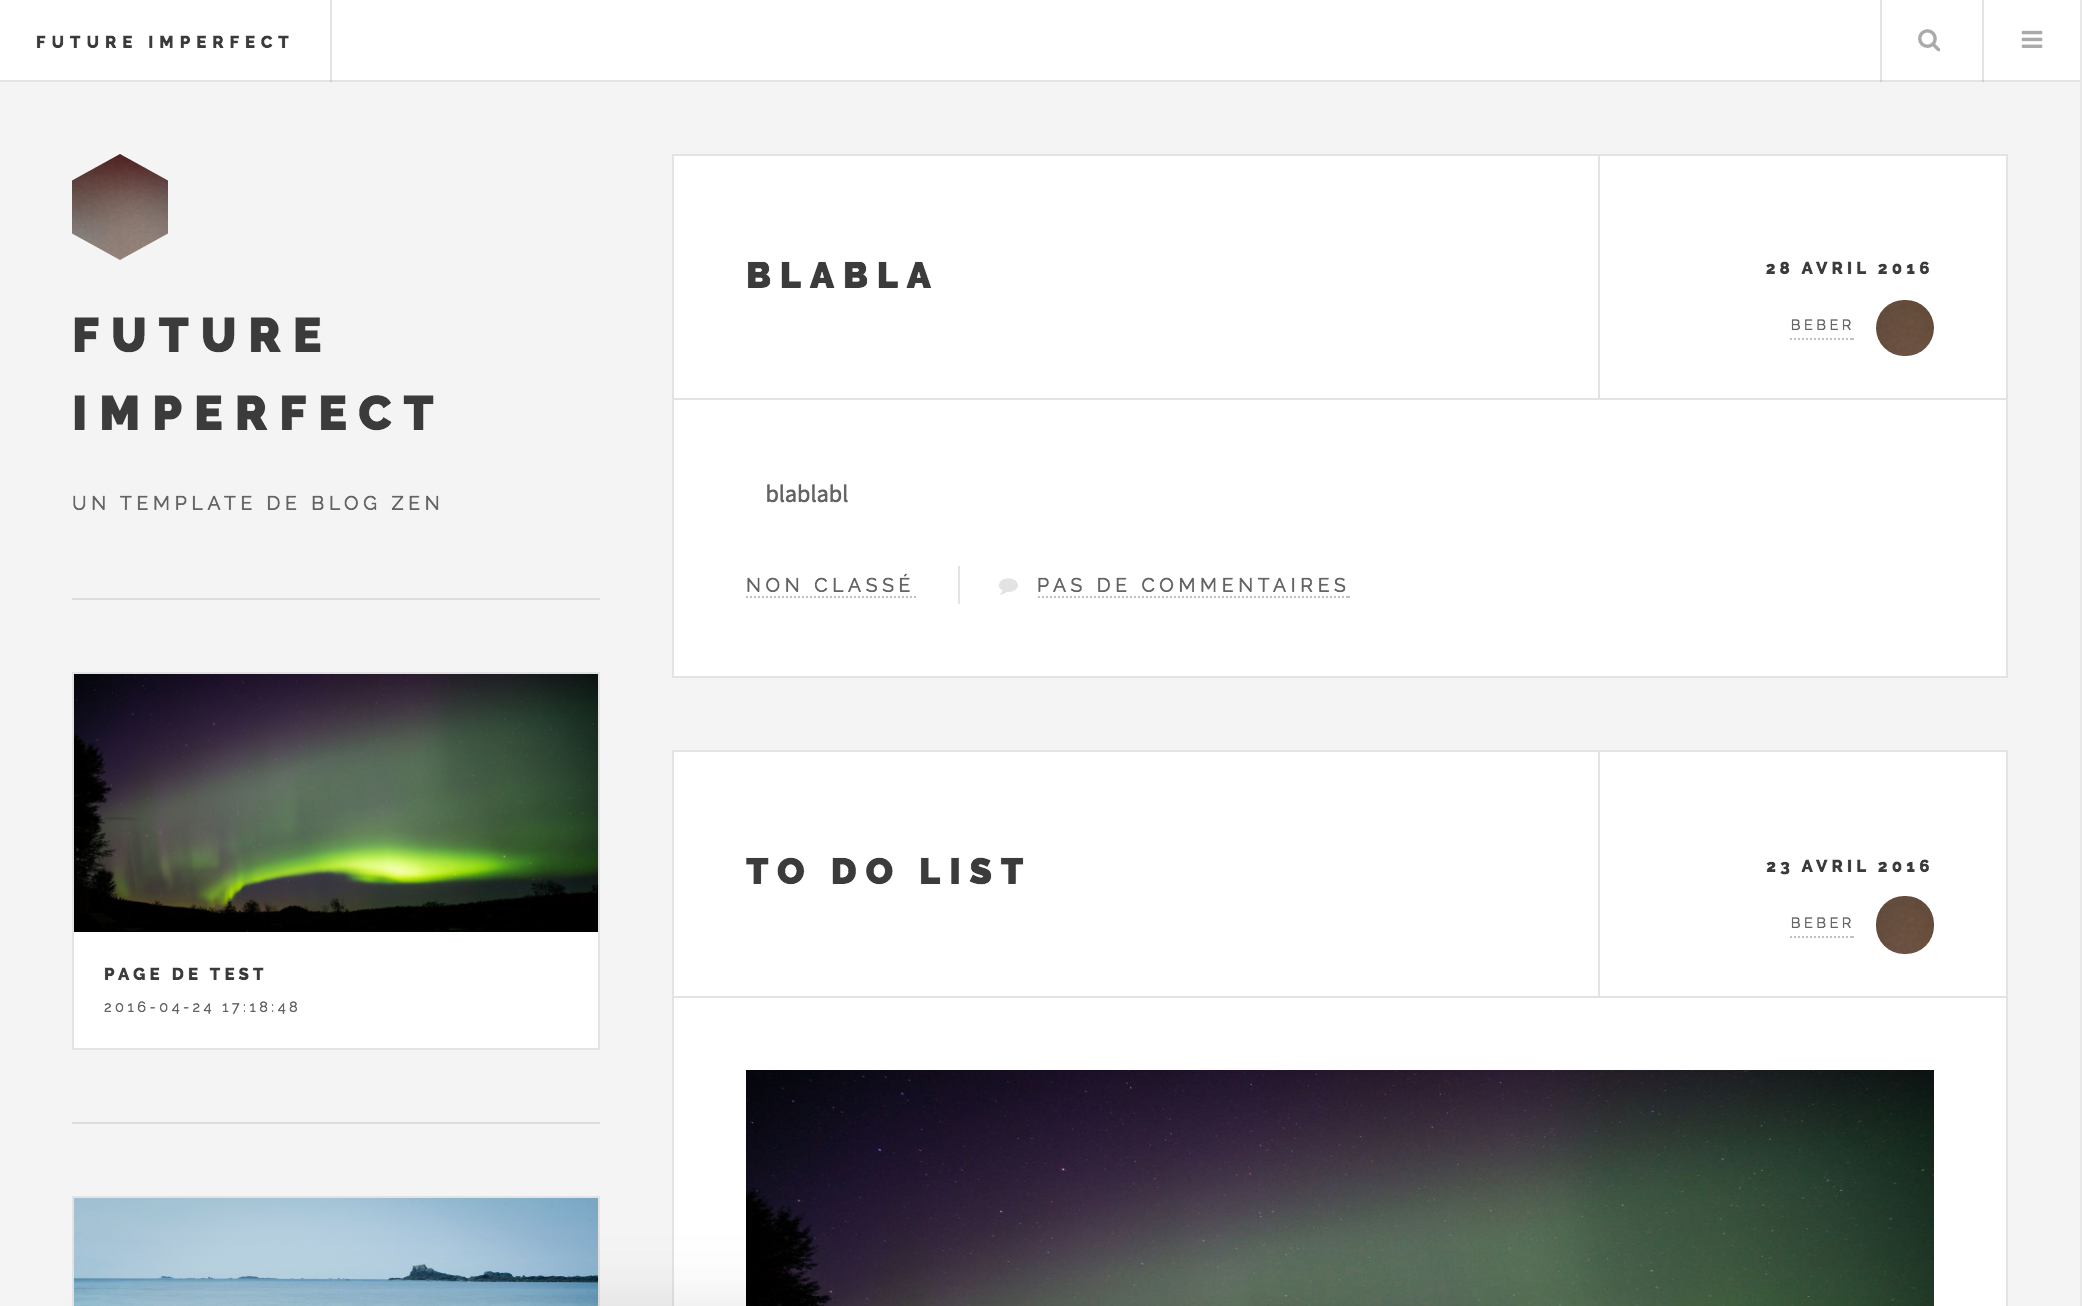 FUTURE IMPERFECT
FUTURE
IMPERFECT
UN TEMPLATE DE BLOG ZEN
PAGE DE TEST
2016-04-24 17:18:48
BLABLA
28 AVRIL 2016
BEBER
blablabl
NON CLASSÉ
PAS DE COMMENTAIRES
TO DO LIST
23 AVRIL 2016
BEBER